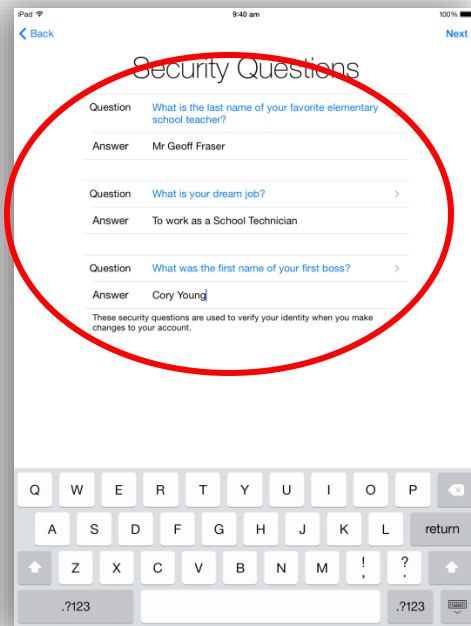 iPad 9:40 am 100%
Back Next
Security Questions
Question What is the last name of your favorite elementary
school teacher?
Answer Mr Geoff Fraser
Question What is your dream job?
Answer To work as a School Technician
Question What was the first name of your first boss?
Answer Cory Young
These security questions are used to verify your identity when you make
changes to your account.
Q W E R T Y U I O P
A S D F G H J K L return
Z X C V B N M ! , ? .
.?123 .?123